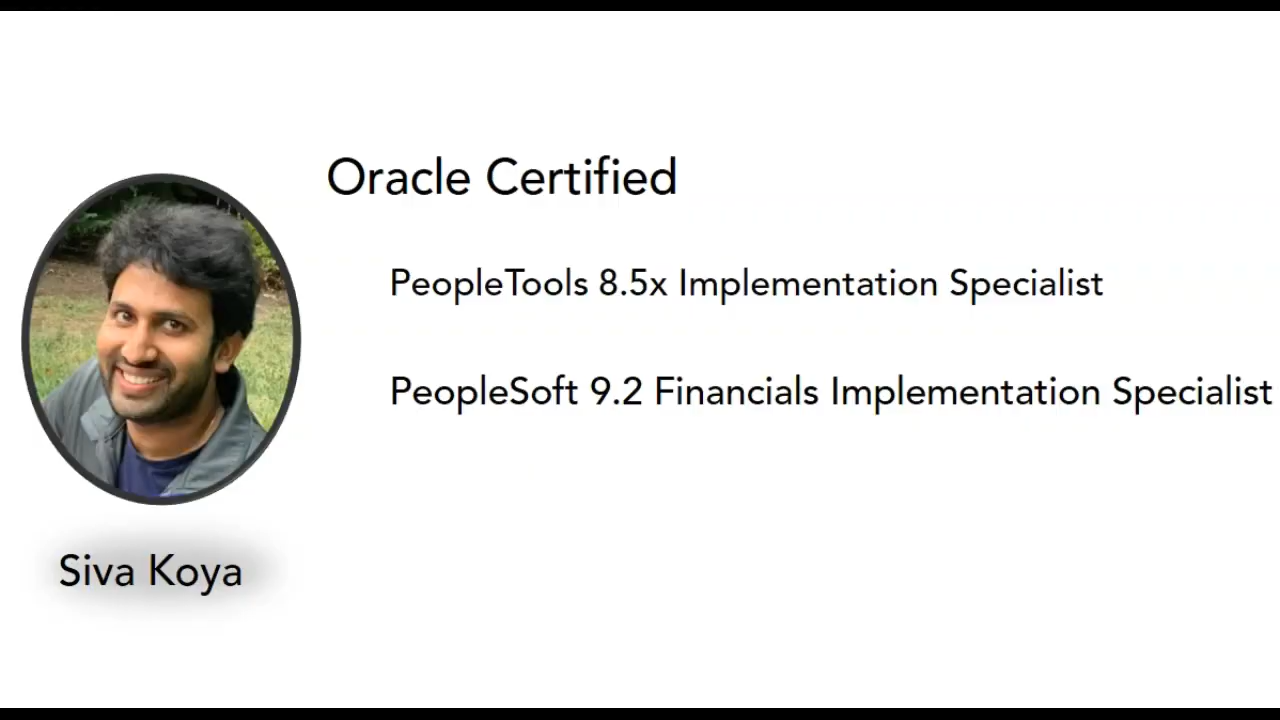 Oracle Certified
PeopleTools 8.5x Implementation Specialist
PeopleSoft 9.2 Financials Implementation Specialist
Siva Koya